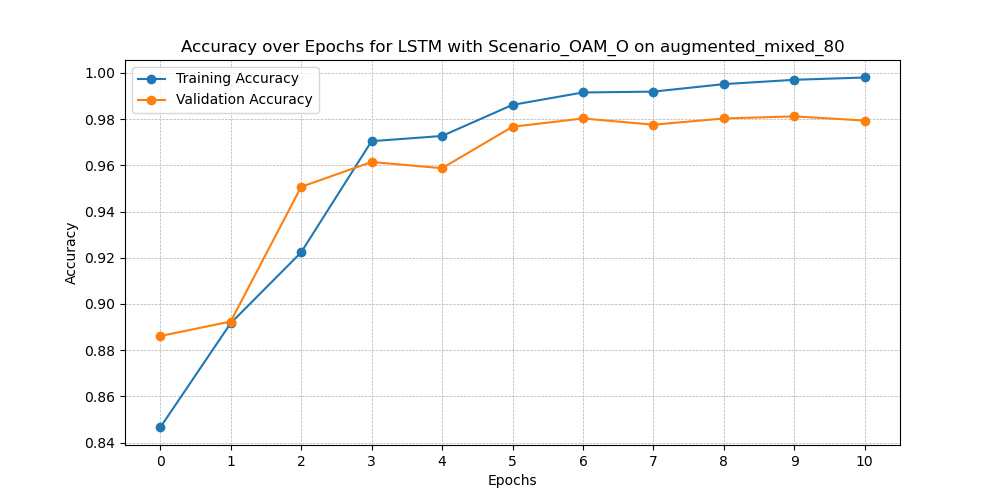 Accuracy over Epochs for LSTM with Scenario_OAM_O on augmented_mixed_80
Training Accuracy
Validation Accuracy
1.00
0.98
0.96
0.94
0.92
0.90
0.88
0.86
0.84
Accuracy
0 1 2 3 4 5 6 7 8 9 10
Epochs